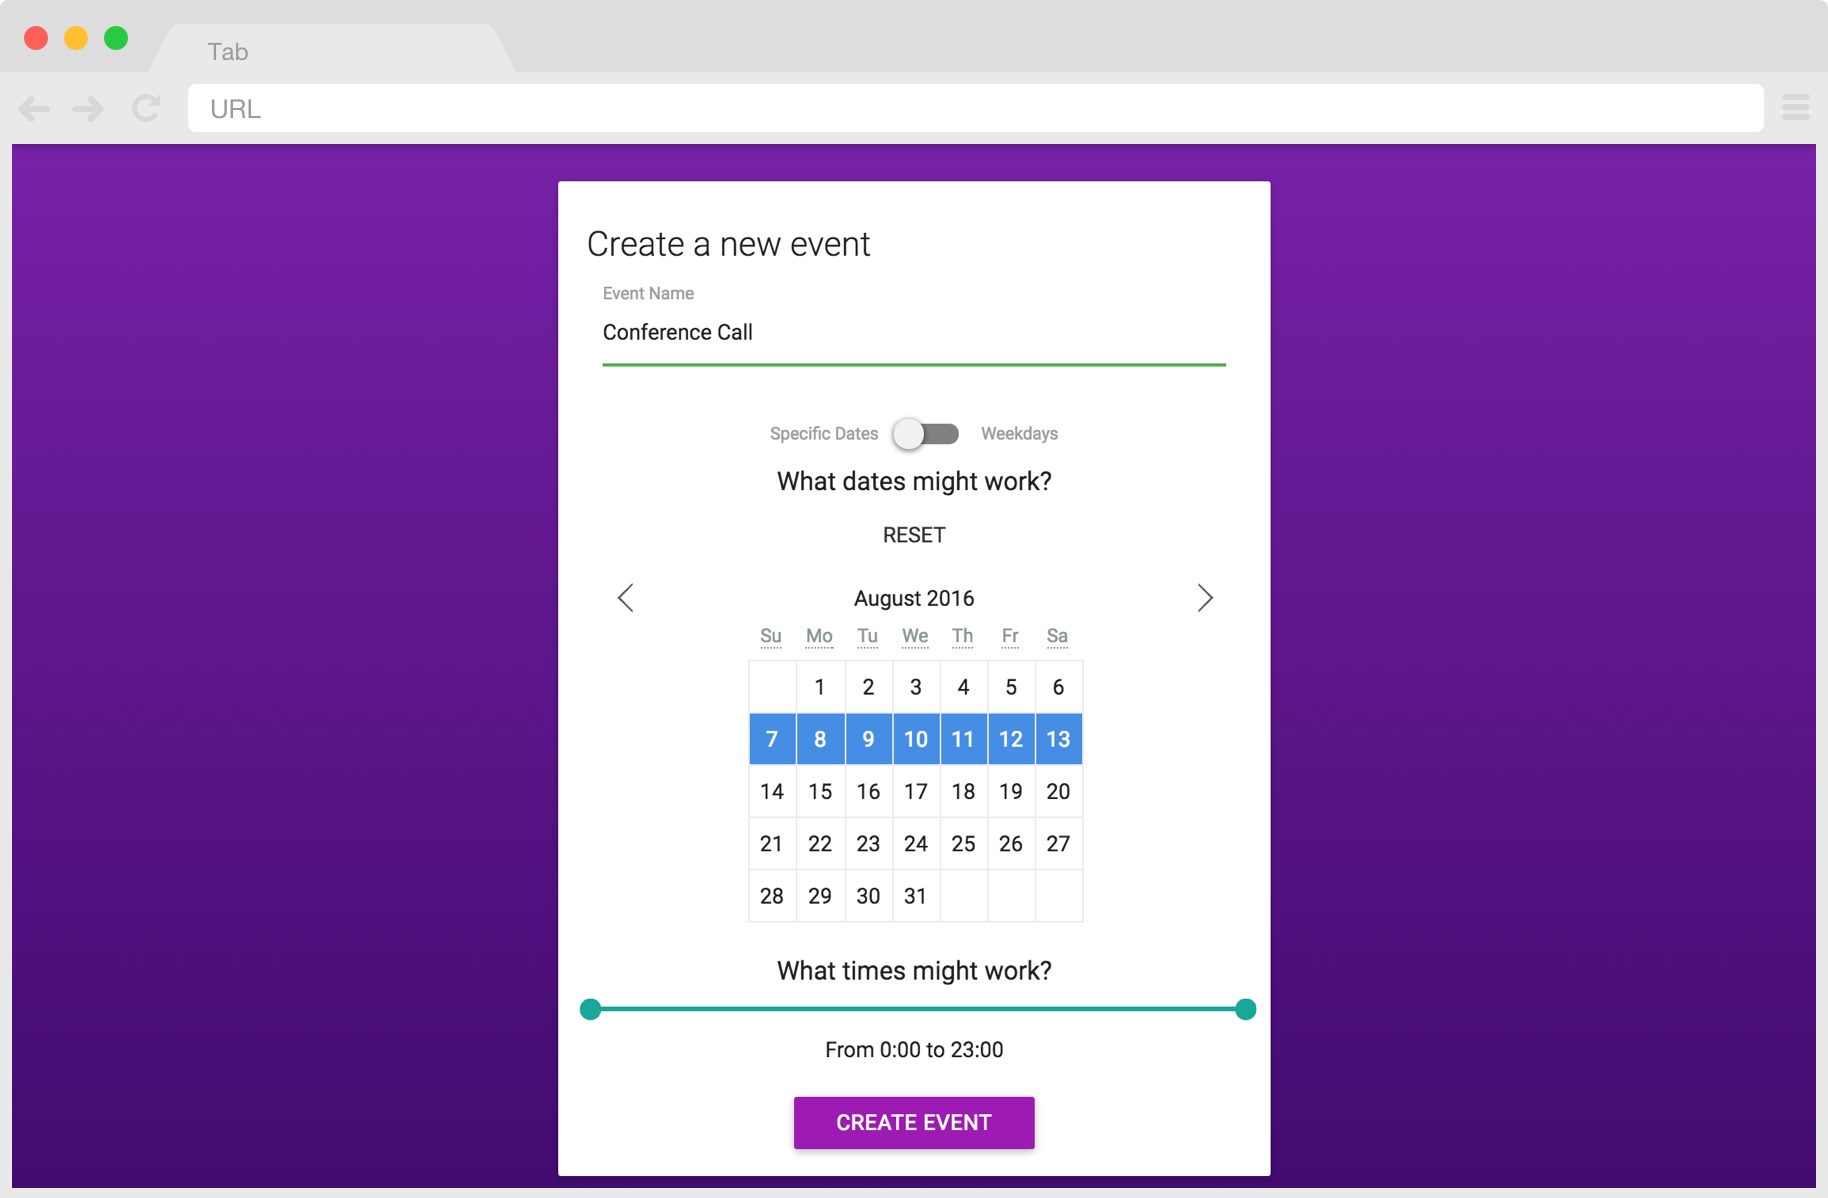 Tab
URL
Create a new event
Event Name
Conference Call
Specific Dates Weekdays
What dates might work?
RESET
August 2016
Su Mo Tu We Th Fr Sa
1 2 3 4 5 6
7 8 9 10 11 12 13
14 15 16 17 18 19 20
21 22 23 24 25 26 27
28 29 30 31
What times might work?
From 0:00 to 23:00
CREATE EVENT